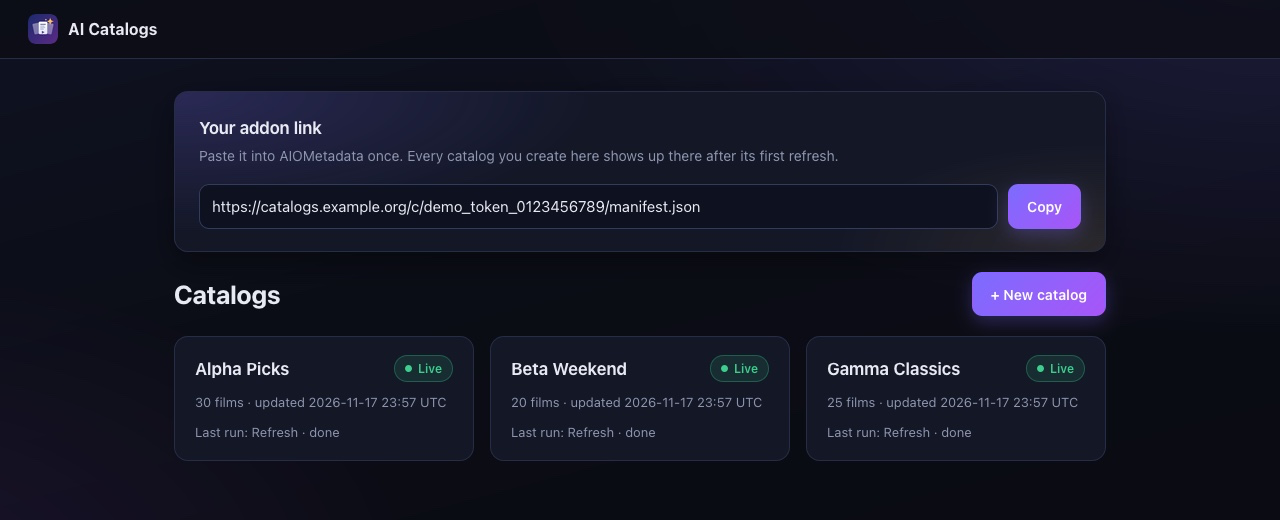 AI Catalogs
Your addon link
Paste it into AIOMetadata once. Every catalog you create here shows up there after its first refresh.
https://catalogs.example.org/c/demo_token_0123456789/manifest.json
Copy
Catalogs
+ New catalog
Alpha Picks
Live
30 films · updated 2026-11-17 23:57 UTC
Last run: Refresh · done
Beta Weekend
Live
20 films · updated 2026-11-17 23:57 UTC
Last run: Refresh · done
Gamma Classics
Live
25 films · updated 2026-11-17 23:57 UTC
Last run: Refresh · done